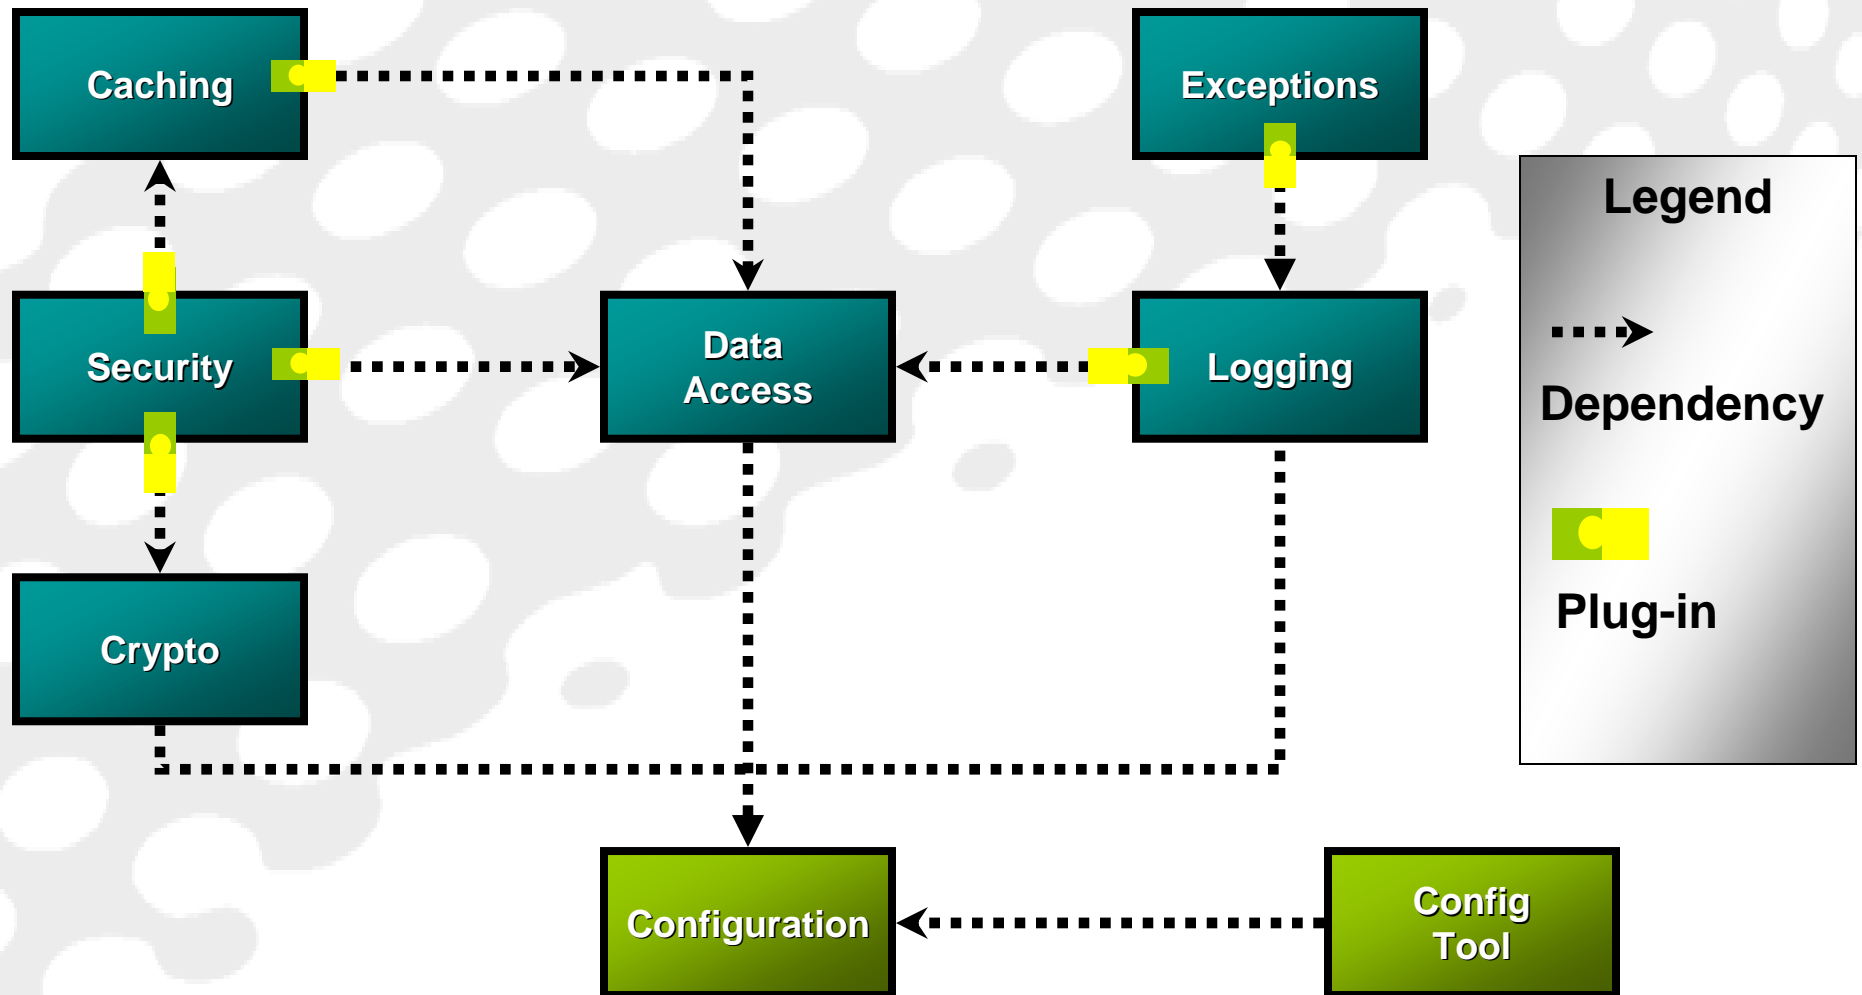 Caching
Exceptions
Legend
Security
Data
Access
Logging
Dependency
Plug-in
Crypto
Configuration
Config
Tool